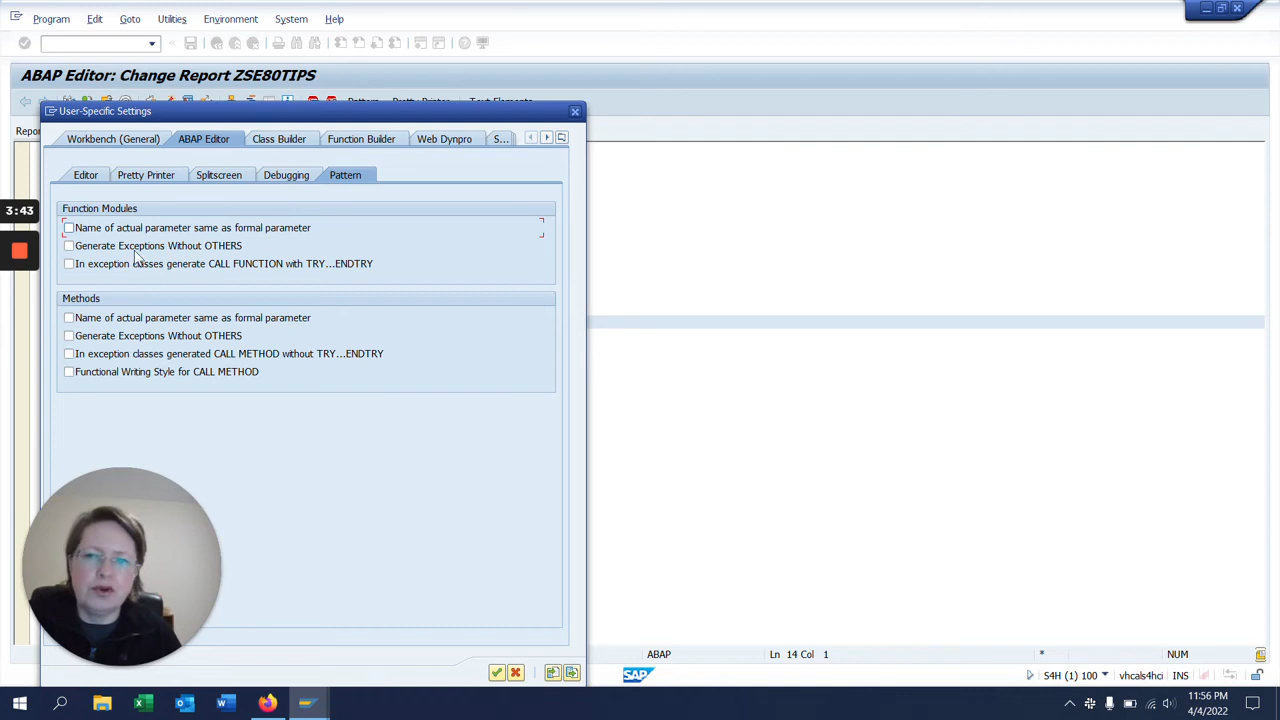 Program Edit Goto Utilities Environment System Help
ABAP Editor: Change Report ZSE80TIPS
User-Specific Settings
Workbench (General) ABAP Editor Class Builder Function Builder Web Dynpro S...
Editor Pretty Printer Splitscreen Debugging Pattern
Function Modules
3:43
Name of actual parameter same as formal parameter
Generate Exceptions Without OTHERS
In exception classes generate CALL FUNCTION with TRY...ENDTRY
Methods
Name of actual parameter same as formal parameter
Generate Exceptions Without OTHERS
In exception classes generated CALL METHOD without TRY...ENDTRY
Functional Writing Style for CALL METHOD
ABAP Ln 14 Col 1 * NUM
SAP S4H (1) 100 vhcals4hci INS
11:56 PM
4/4/2022